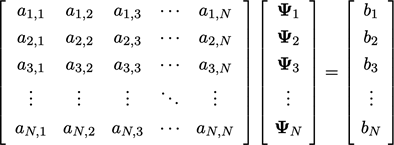 \begin{bmatrix} a_{1,1} & a_{1,2} & a_{1,3} & \cdots & a_{1,N} \\ a_{2,1} & a_{2,2} & a_{2,3} & \cdots & a_{2,N} \\ a_{3,1} & a_{3,2} & a_{3,3} & \cdots & a_{3,N} \\ \vdots & \vdots & \vdots & \ddots & \vdots \\ a_{N,1} & a_{N,2} & a_{N,3} & \cdots & a_{N,N} \end{bmatrix} \begin{bmatrix} \mathbf{\Psi}_1 \\ \mathbf{\Psi}_2 \\ \mathbf{\Psi}_3 \\ \vdots \\ \mathbf{\Psi}_N \end{bmatrix} = \begin{bmatrix} b_1 \\ b_2 \\ b_3 \\ \vdots \\ b_N \end{bmatrix}